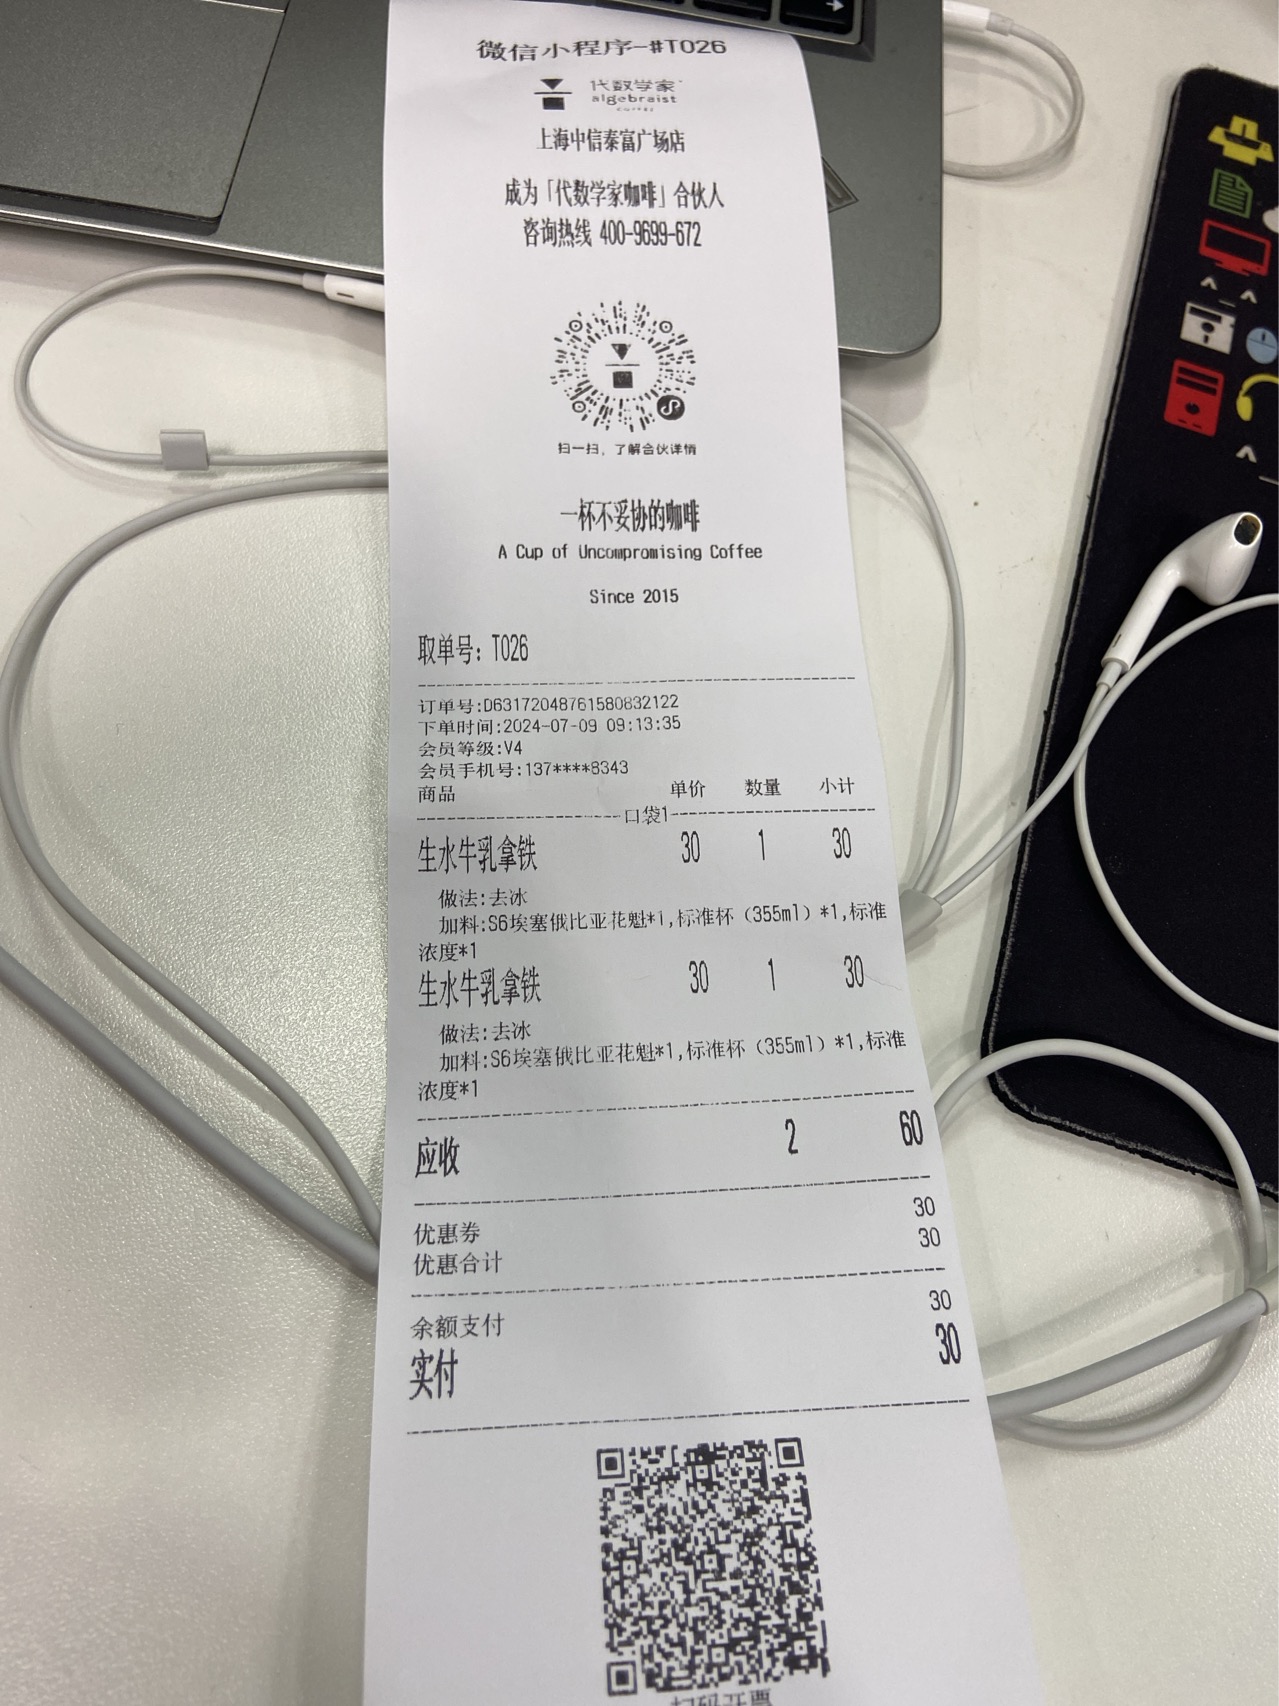 微信小程序-#T026
代数学家
algebraist
COFFEE
上海中信泰富广场店
成为「代数学家咖啡」合伙人
咨询热线 400-9699-672
扫一扫，了解合伙详情
一杯不妥协的咖啡
A Cup of Uncompromising Coffee
Since 2015
取单号: T026
订单号:D63172048761580832122
下单时间:2024-07-09 09:13:35
会员等级:V4
会员手机号:137****8343
商品 单价 数量 小计
口袋1
生水牛乳拿铁 30 1 30
做法:去冰
加料:S6埃塞俄比亚花魁*1,标准杯（355ml）*1,标准
浓度*1
生水牛乳拿铁 30 1 30
做法:去冰
加料:S6埃塞俄比亚花魁*1,标准杯（355ml）*1,标准
浓度*1
应收 2 60
优惠券 30
优惠合计 30
余额支付 30
实付 30
扫码开票